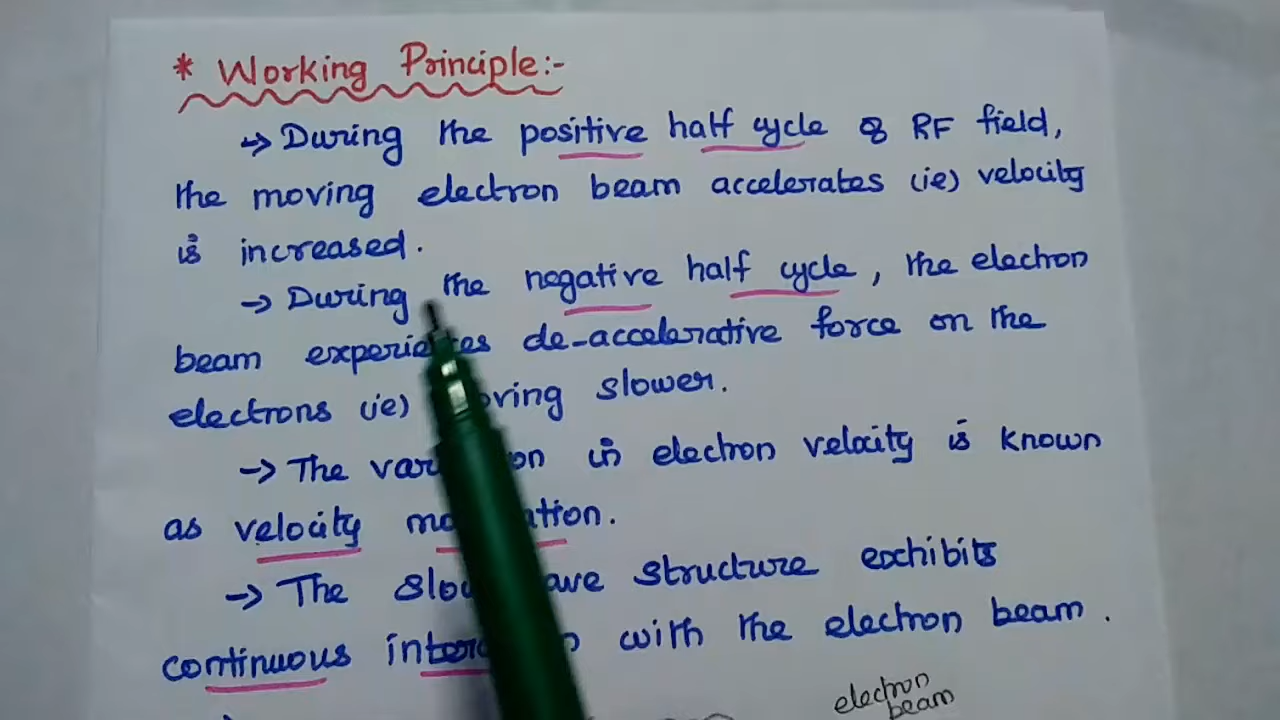 * Working Principle:-
→ During the positive half cycle of RF field,
the moving electron beam accelerates (ie) velocity
is increased.
→ During the negative half cycle, the electron
beam de-accelerative force on the
electrons (ie) slower.
→ The in electron velocity is known
as velocity
→ The structure exhibits
continuous with the electron beam.
electron
beam